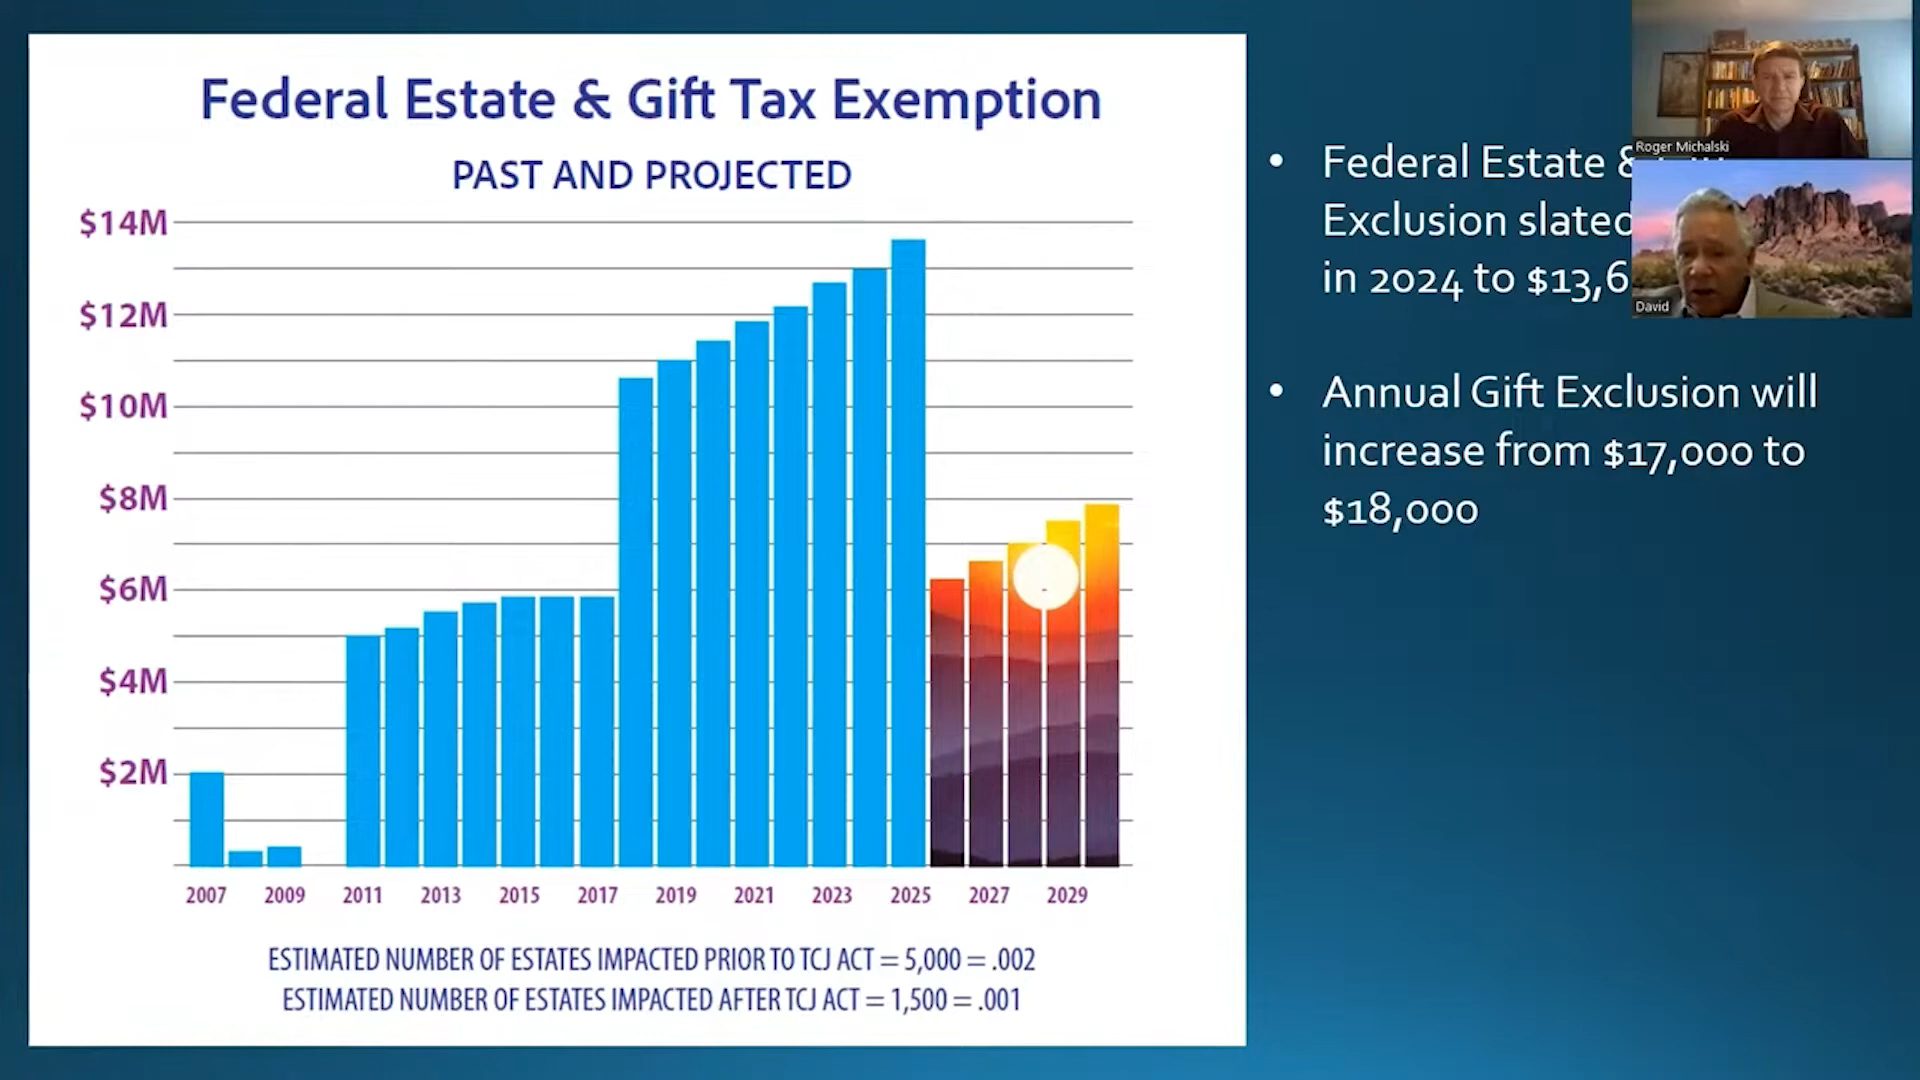 Federal Estate & Gift Tax Exemption
PAST AND PROJECTED
$14M
$12M
$10M
$8M
$6M
$4M
$2M
2007 2009 2011 2013 2015 2017 2019 2021 2023 2025 2027 2029
ESTIMATED NUMBER OF ESTATES IMPACTED PRIOR TO TCJ ACT = 5,000 = .002
ESTIMATED NUMBER OF ESTATES IMPACTED AFTER TCJ ACT = 1,500 = .001
• Federal Estate &
Exclusion slated
in 2024 to $13,6
• Annual Gift Exclusion will
increase from $17,000 to
$18,000
Roger Michalski
David